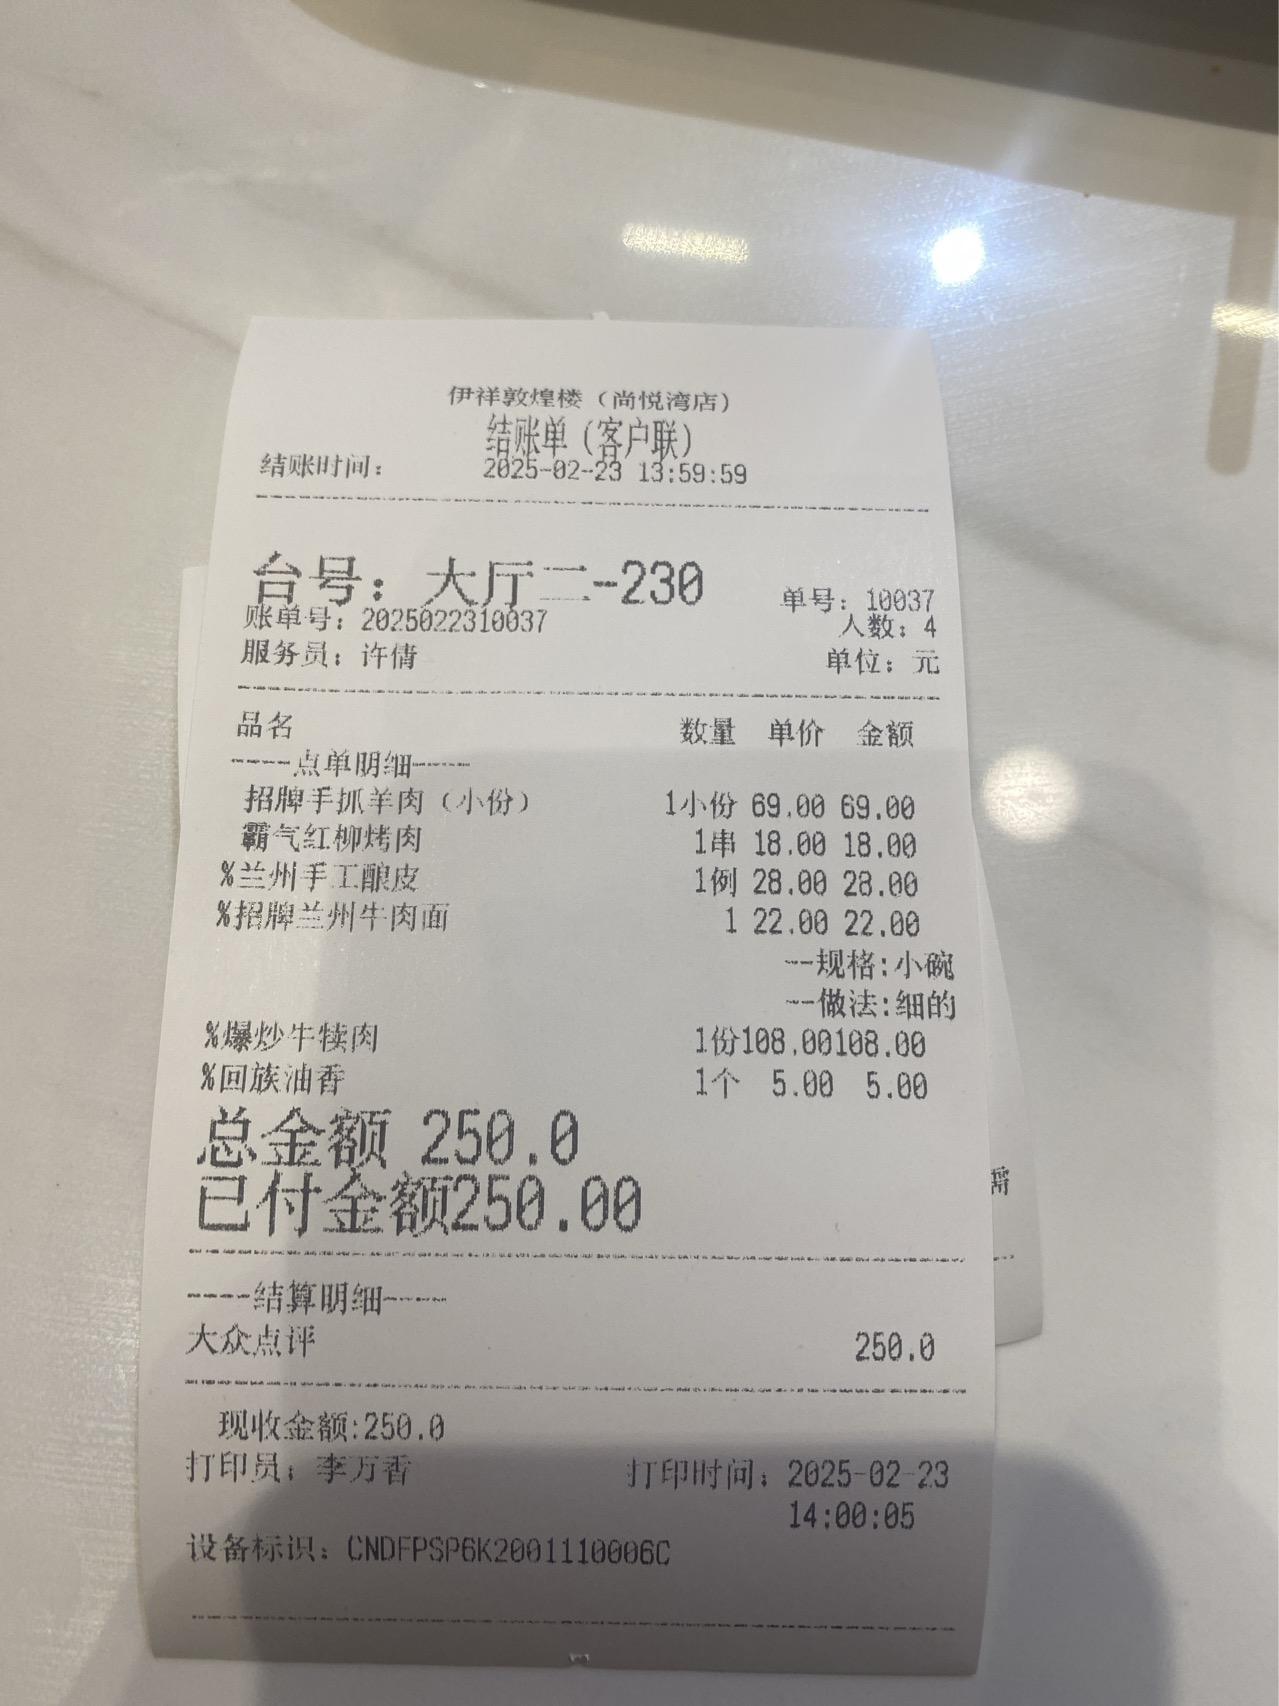 伊祥敦煌楼（尚悦湾店）
结账单（客户联）
结账时间： 2025-02-23 13:59:59
台号：大厅二-230
单号：10037
账单号：2025022310037
人数：4
服务员：许倩
单位：元
品名 数量 单价 金额
----点单明细----
招牌手抓羊肉（小份） 1小份 69.00 69.00
霸气红柳烤肉 1串 18.00 18.00
%兰州手工酿皮 1例 28.00 28.00
%招牌兰州牛肉面 1 22.00 22.00
--规格:小碗
--做法:细的
%爆炒牛犊肉 1份108.00108.00
%回族油香 1个 5.00 5.00
总金额 250.0
已付金额250.00
----结算明细----
大众点评 250.0
现收金额:250.0
打印员：李万香 打印时间：2025-02-23
14:00:05
设备标识：CNDFPSP6K2001110006C